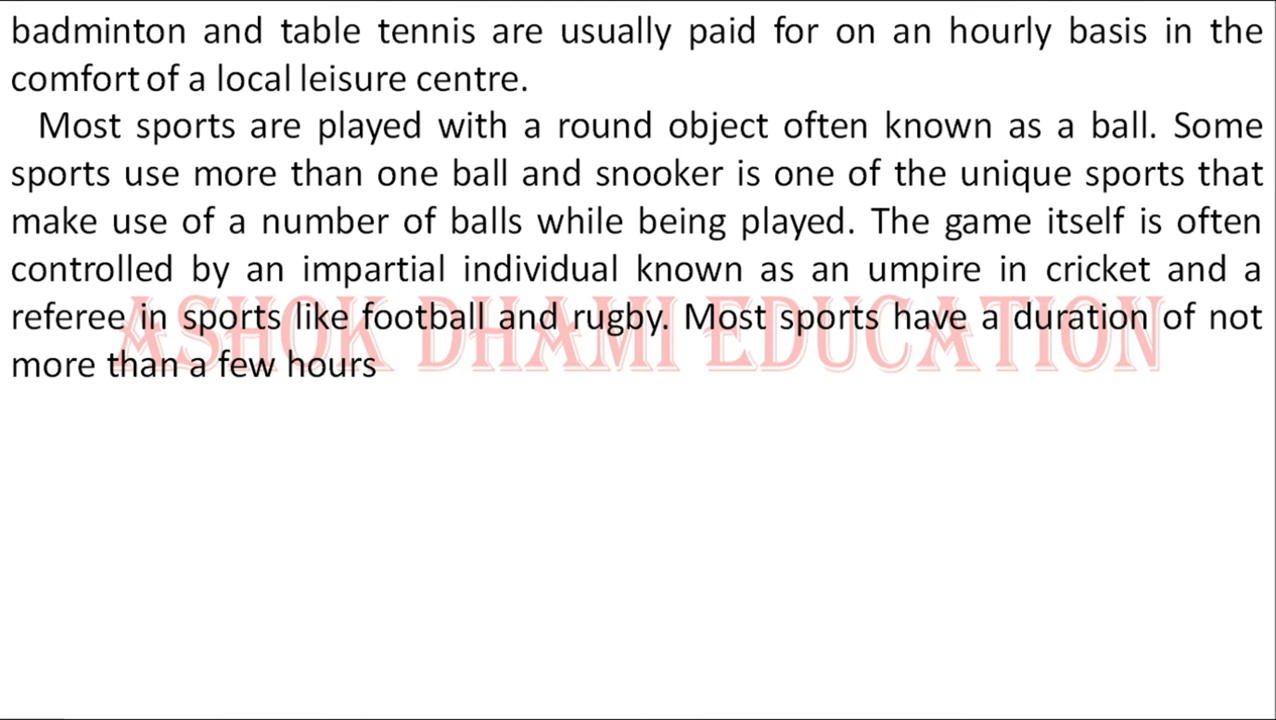 badminton and table tennis are usually paid for on an hourly basis in the
comfort of a local leisure centre.
Most sports are played with a round object often known as a ball. Some
sports use more than one ball and snooker is one of the unique sports that
make use of a number of balls while being played. The game itself is often
controlled by an impartial individual known as an umpire in cricket and a
referee in sports like football and rugby. Most sports have a duration of not
more than a few hours
ASHOK DHAMI EDUCATION